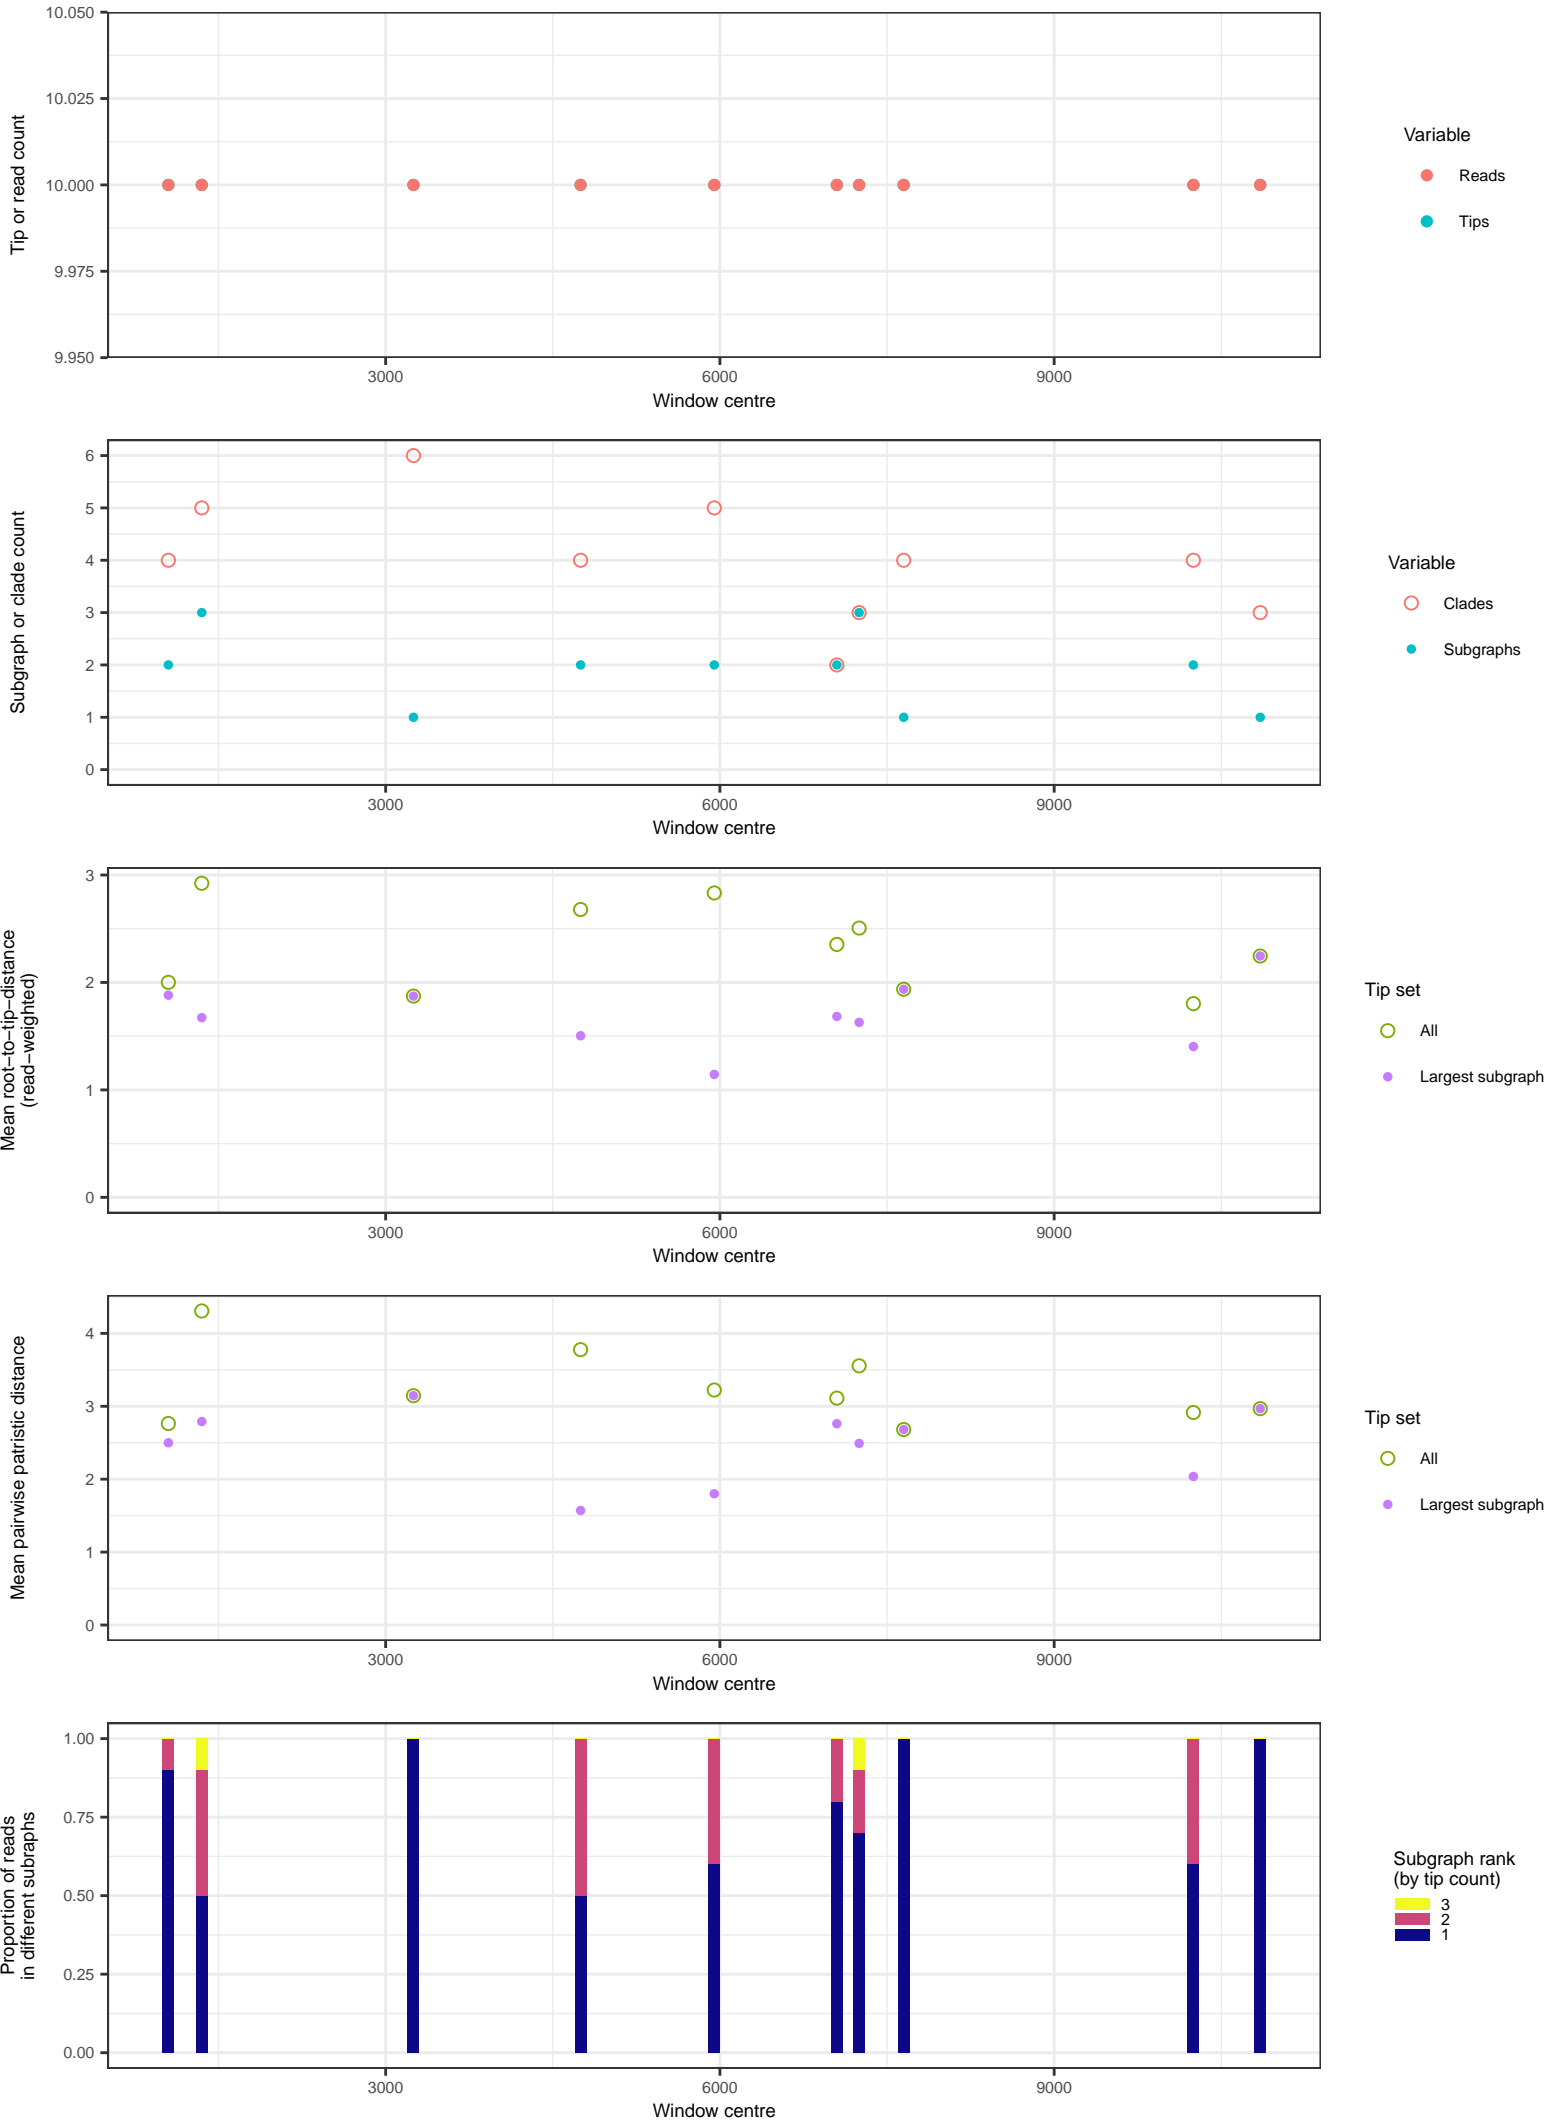 10.050
10.025
10.000
9.975
9.950
Tip or read count
3000
6000
9000
Window centre
Variable
Reads
Tips
6
5
4
3
2
1
0
Subgraph or clade count
3000
6000
9000
Window centre
Variable
Clades
Subgraphs
3
2
1
0
Mean root−to−tip−distance
(read−weighted)
3000
6000
9000
Window centre
Tip set
All
Largest subgraph
4
3
2
1
0
Mean pairwise patristic distance
3000
6000
9000
Window centre
Tip set
All
Largest subgraph
1.00
0.75
0.50
0.25
0.00
Proportion of reads
in different subraphs
3000
6000
9000
Window centre
Subgraph rank
(by tip count)
3
2
1